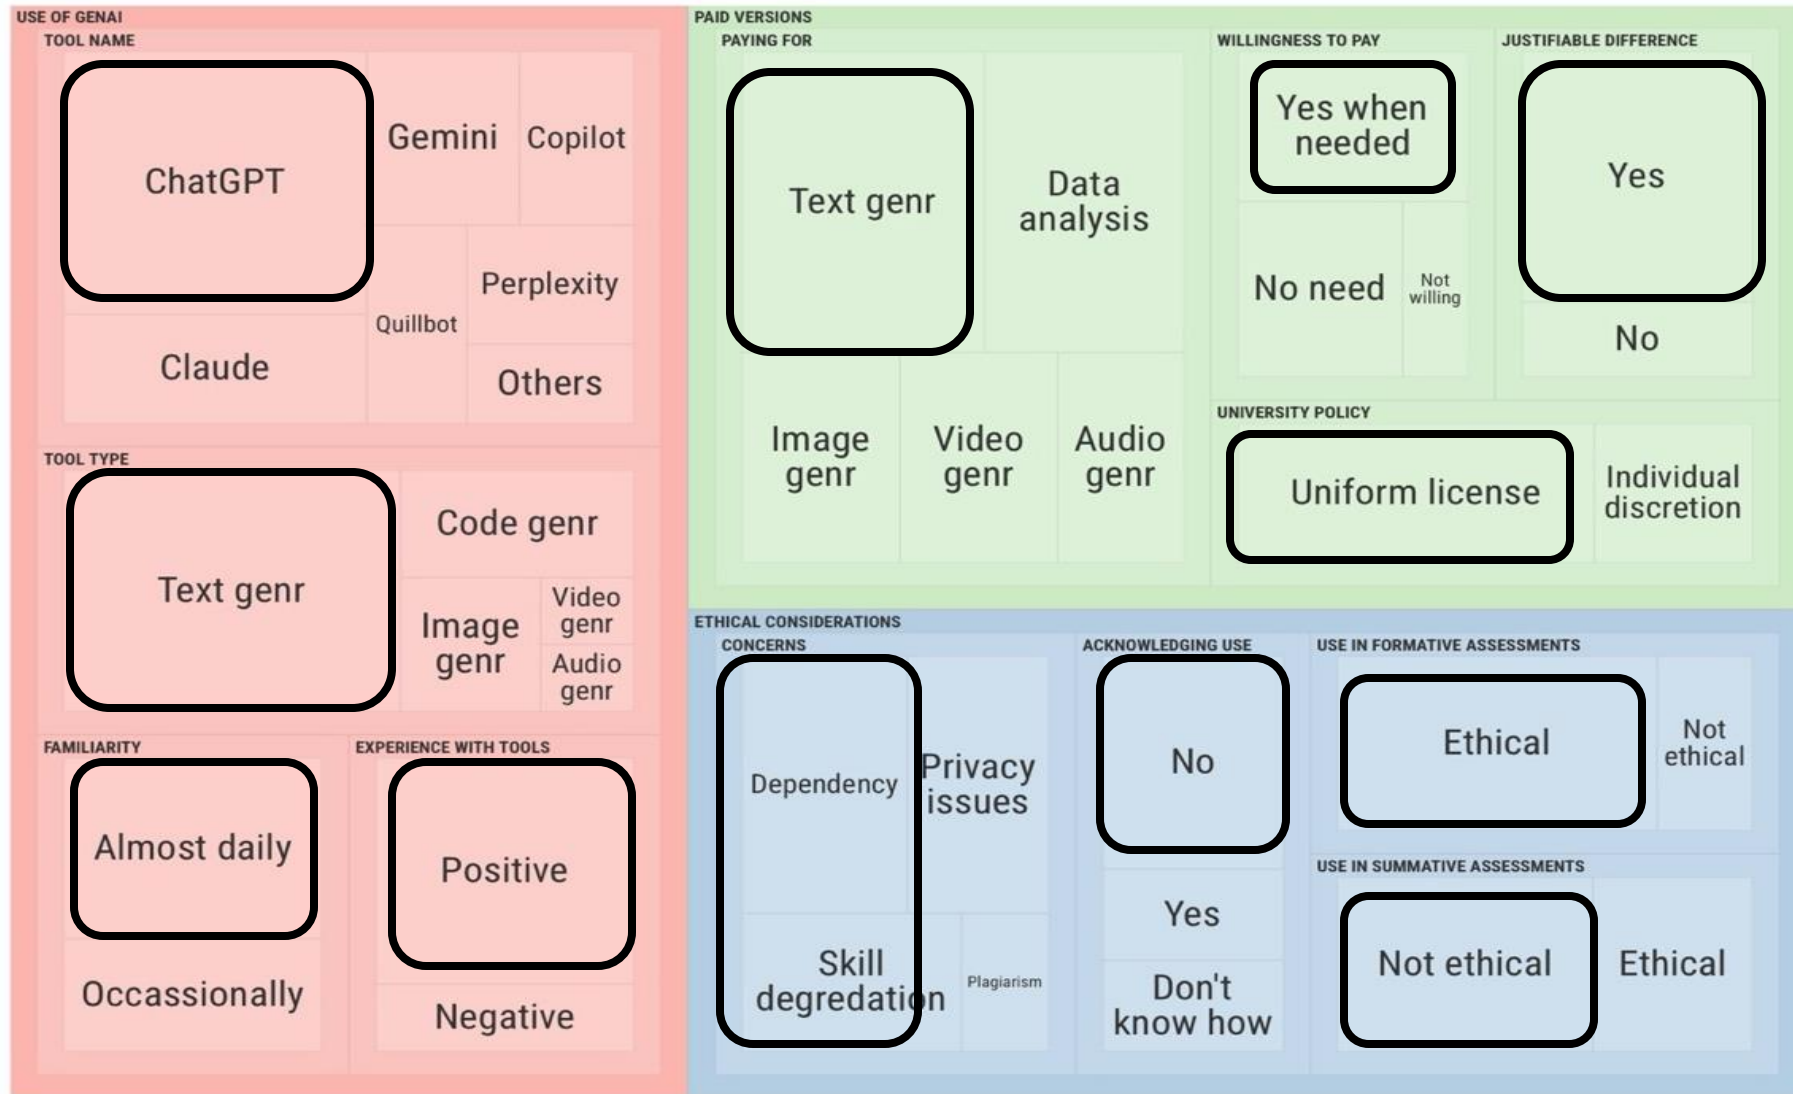 USE OF GENAI
TOOL NAME
ChatGPT
Gemini
Copilot
Claude
Quillbot
Perplexity
Others
TOOL TYPE
Text genr
Code genr
Image
genr
Video
genr
Audio
genr
FAMILIARITY
Almost daily
Occassionally
EXPERIENCE WITH TOOLS
Positive
Negative
PAID VERSIONS
PAYING FOR
Text genr
Data
analysis
Image
genr
Video
genr
Audio
genr
WILLINGNESS TO PAY
Yes when
needed
No need
Not
willing
JUSTIFIABLE DIFFERENCE
Yes
No
UNIVERSITY POLICY
Uniform license
Individual
discretion
ETHICAL CONSIDERATIONS
CONCERNS
Dependency
Privacy
issues
Skill
degredation
Plagiarism
ACKNOWLEDGING USE
No
Yes
Don't
know how
USE IN FORMATIVE ASSESSMENTS
Ethical
Not
ethical
USE IN SUMMATIVE ASSESSMENTS
Not ethical
Ethical